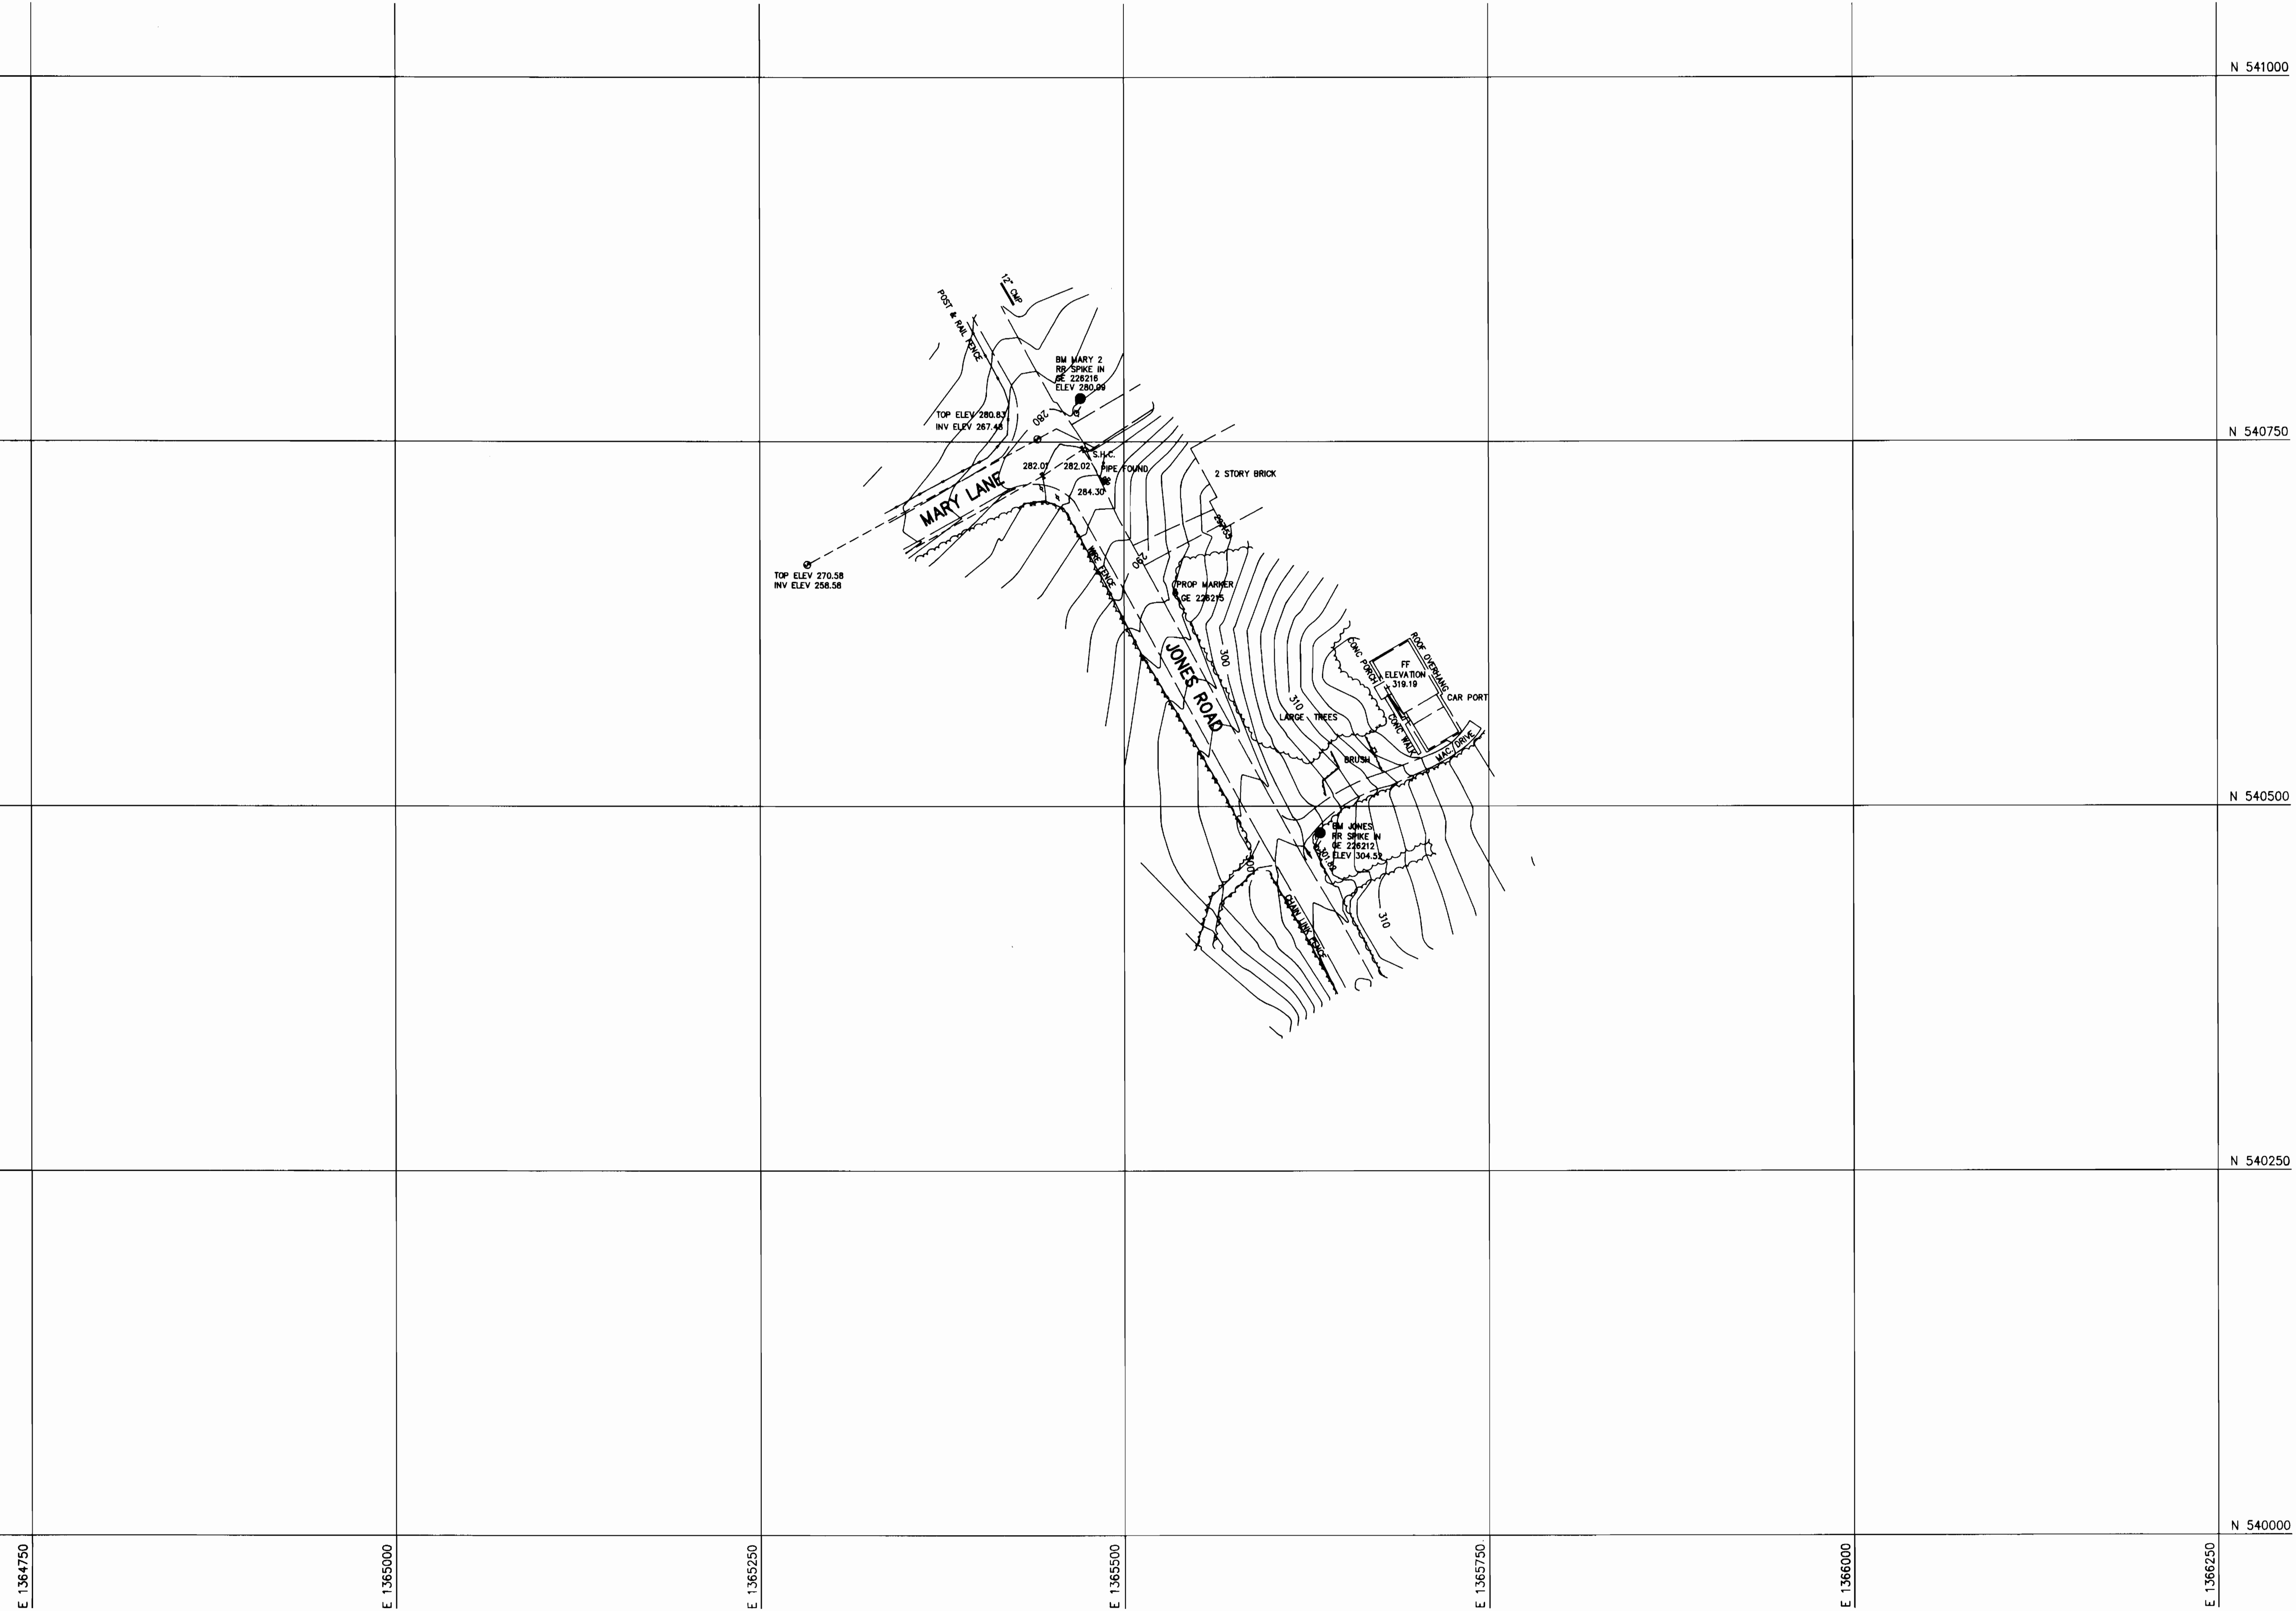 N 541000
12" CMP
POST & RAIL FENCE
BM MARY 2
RR SPIKE IN
GE 226216
ELEV 280.09
TOP ELEV 280.83
INV ELEV 267.48
280
N 540750
S.H.C.
282.01
282.02
PIPE FOUND
2 STORY BRICK
284.30
MARY LANE
TOP ELEV 270.58
INV ELEV 258.58
WIRE FENCE
290
PROP MARKER
GE 226215
JONES ROAD
300
CONC PORCH
ROOF OVERHANG
FF
ELEVATION
319.19
CAR PORT
310
LARGE TREES
CONC WALK
MAC. DRIVE
BRUSH
N 540500
BM JONES
RR SPIKE IN
GE 226212
ELEV 304.52
300
CHAIN LINK FENCE
310
N 540250
N 540000
E 1364750
E 1365000
E 1365250
E 1365500
E 1365750
E 1366000
E 1366250